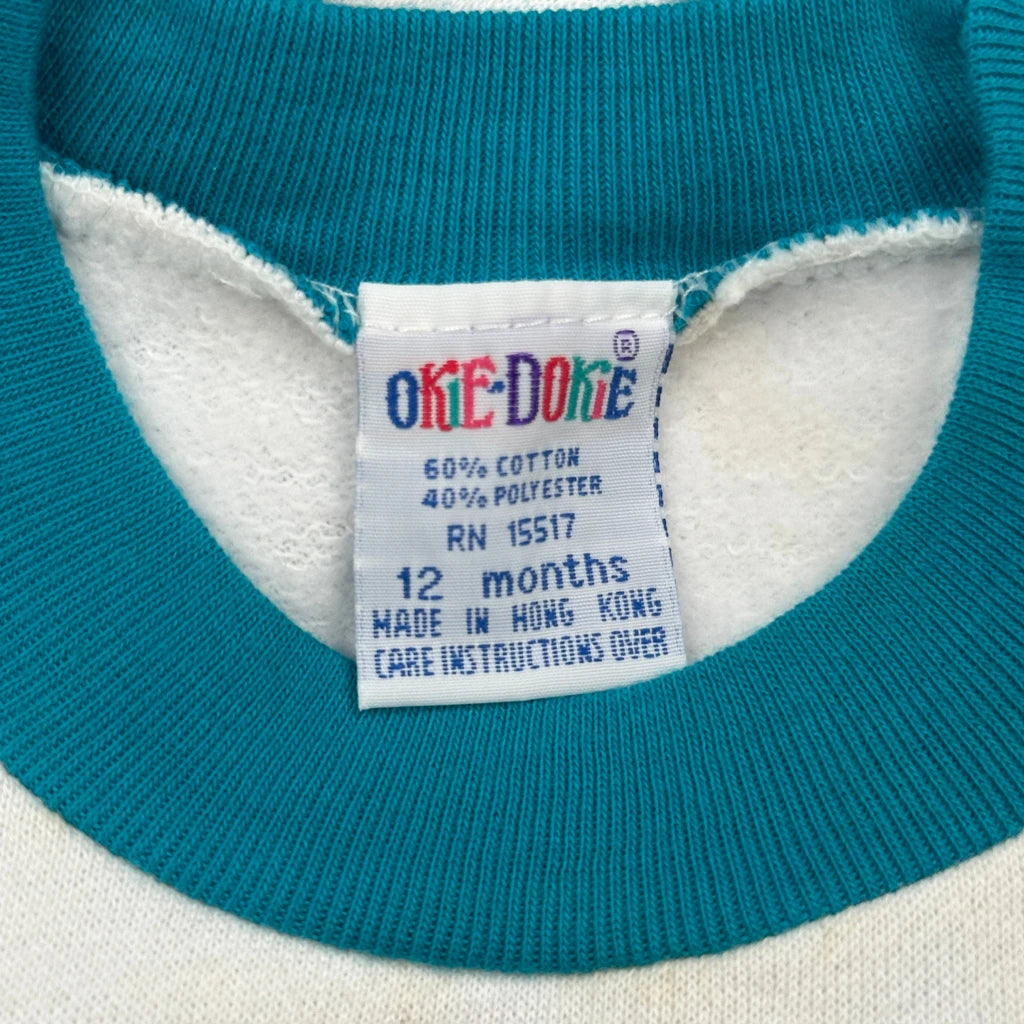 OKiE-DOKiE®
60% COTTON
40% POLYESTER
RN 15517
12 months
MADE IN HONG KONG
CARE INSTRUCTIONS OVER